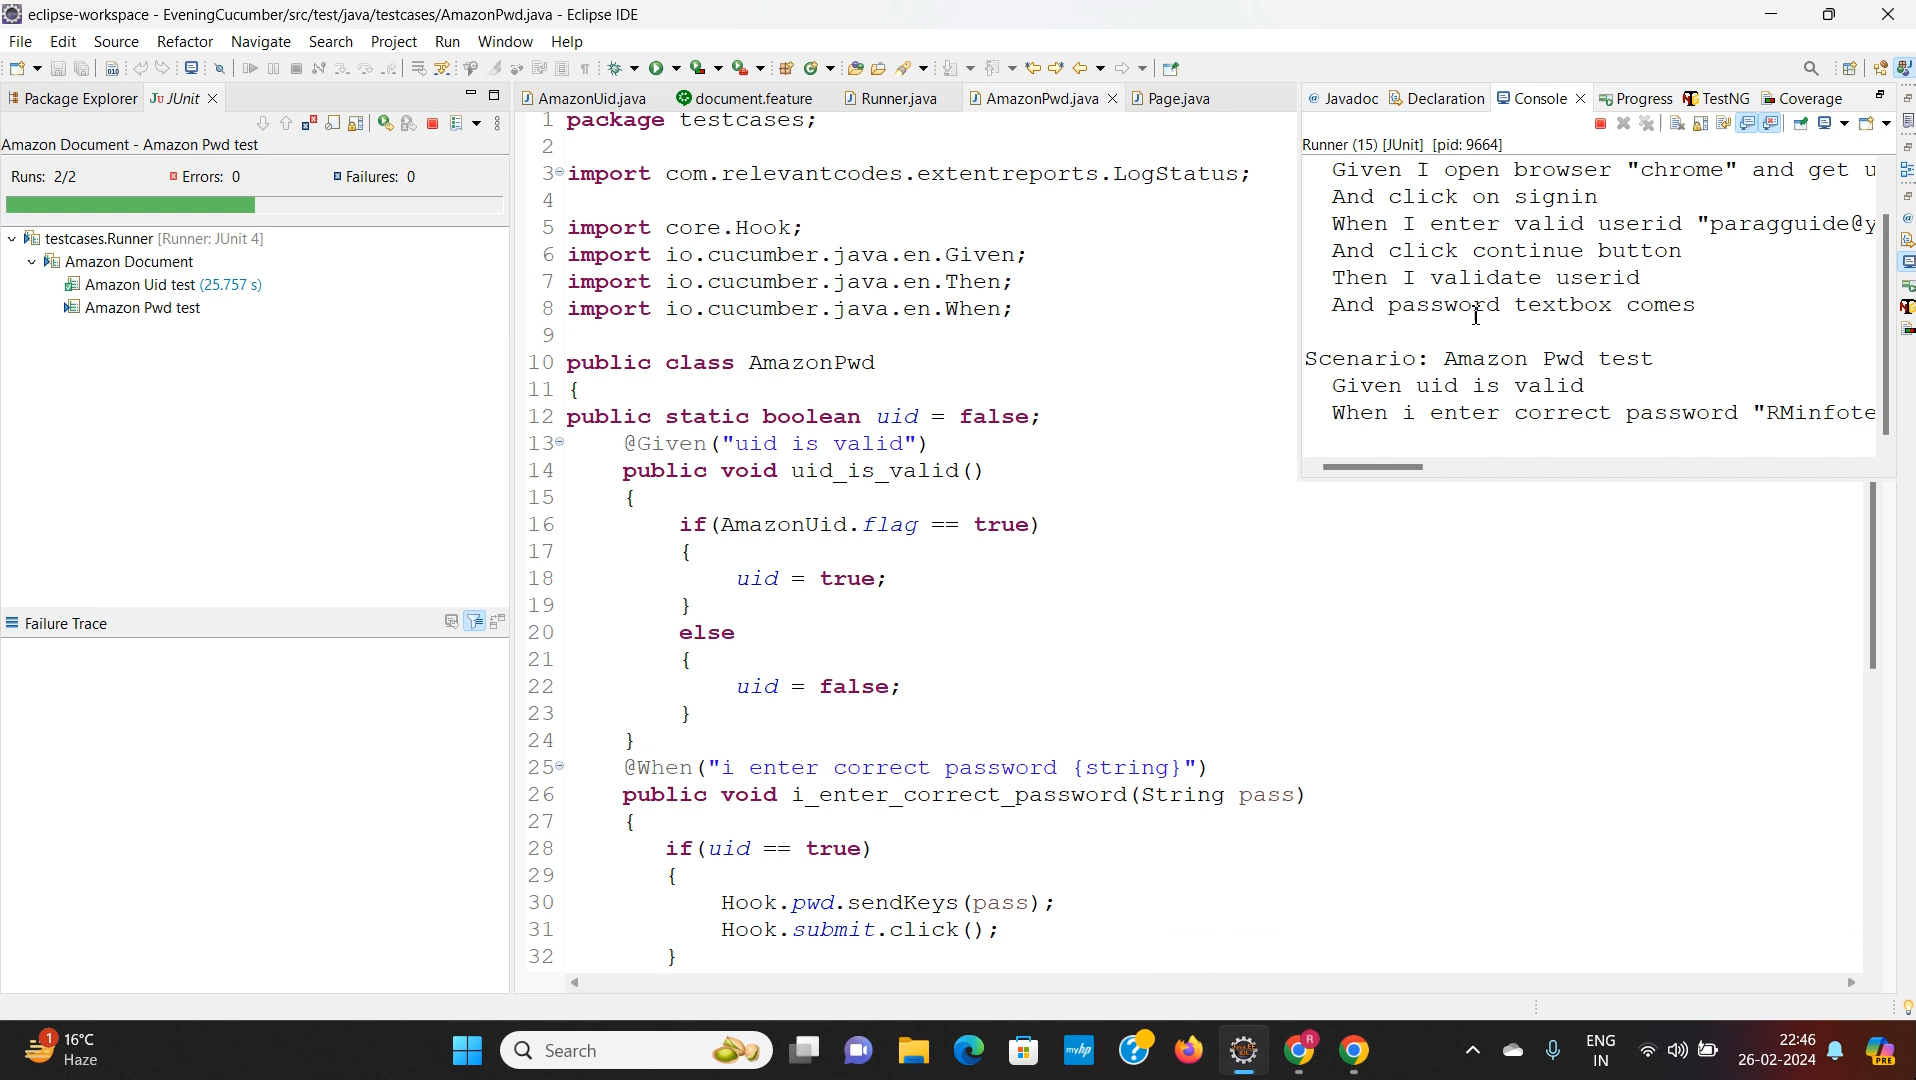 eclipse-workspace - EveningCucumber/src/test/java/testcases/AmazonPwd.java - Eclipse IDE
File Edit Source Refactor Navigate Search Project Run Window Help
Package Explorer JUnit
Amazon Document - Amazon Pwd test
Runs: 2/2 Errors: 0 Failures: 0
testcases.Runner [Runner: JUnit 4]
Amazon Document
Amazon Uid test (25.757 s)
Amazon Pwd test
Failure Trace
AmazonUid.java document.feature Runner.java AmazonPwd.java Page.java
1 package testcases;
2
3 import com.relevantcodes.extentreports.LogStatus;
4
5 import core.Hook;
6 import io.cucumber.java.en.Given;
7 import io.cucumber.java.en.Then;
8 import io.cucumber.java.en.When;
9
10 public class AmazonPwd
11 {
12 public static boolean uid = false;
13 @Given("uid is valid")
14 public void uid_is_valid()
15 {
16 if(AmazonUid.flag == true)
17 {
18 uid = true;
19 }
20 else
21 {
22 uid = false;
23 }
24 }
25 @When("i enter correct password {string}")
26 public void i_enter_correct_password(String pass)
27 {
28 if(uid == true)
29 {
30 Hook.pwd.sendKeys(pass);
31 Hook.submit.click();
32 }
Javadoc Declaration Console Progress TestNG Coverage
Runner (15) [JUnit] [pid: 9664]
Given I open browser "chrome" and get u
And click on signin
When I enter valid userid "paragguide@y
And click continue button
Then I validate userid
And password textbox comes
Scenario: Amazon Pwd test
Given uid is valid
When i enter correct password "RMinfote
1 16°C
Haze
Search
myhp
ENG
IN
22:46
26-02-2024
PRE